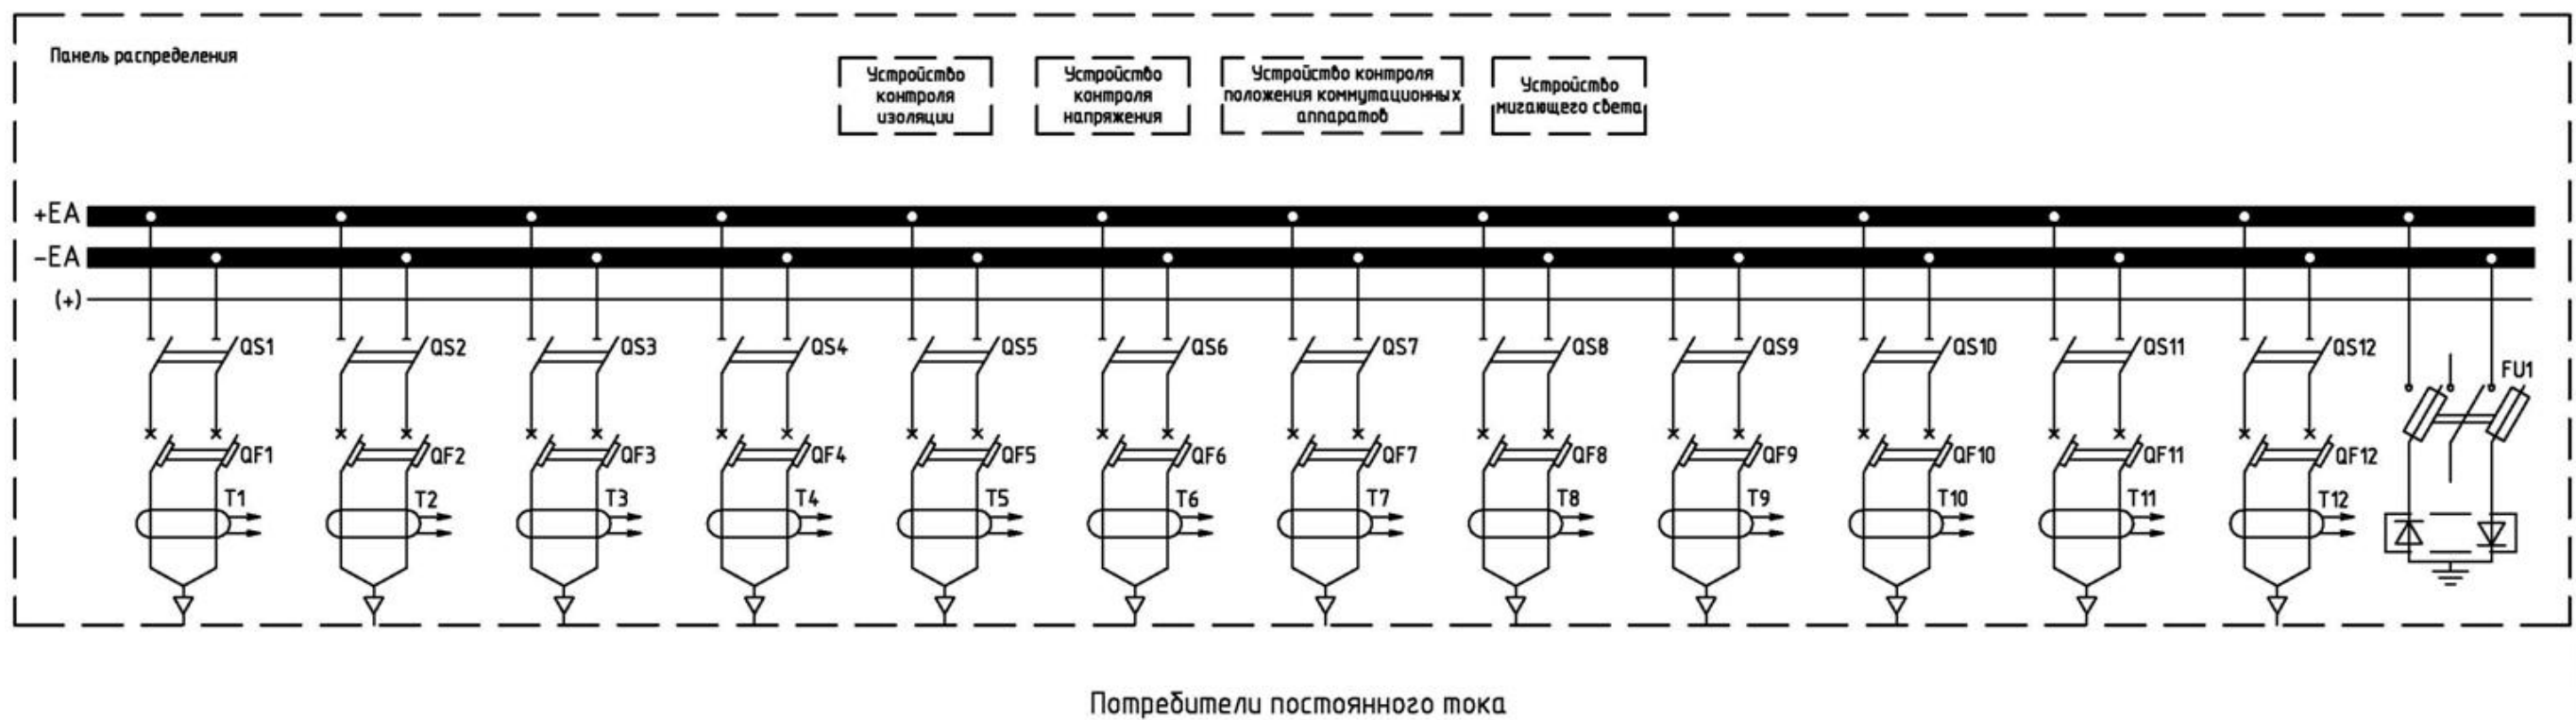 Панель распределения
Устройство
контроля
изоляции
Устройство
контроля
напряжения
Устройство контроля
положения коммутационных
аппаратов
Устройство
мигающего света
+EA
-EA
(+)
QS1 QS2 QS3 QS4 QS5 QS6 QS7 QS8 QS9 QS10 QS11 QS12
FU1
QF1 QF2 QF3 QF4 QF5 QF6 QF7 QF8 QF9 QF10 QF11 QF12
T1 T2 T3 T4 T5 T6 T7 T8 T9 T10 T11 T12
Потребители постоянного тока